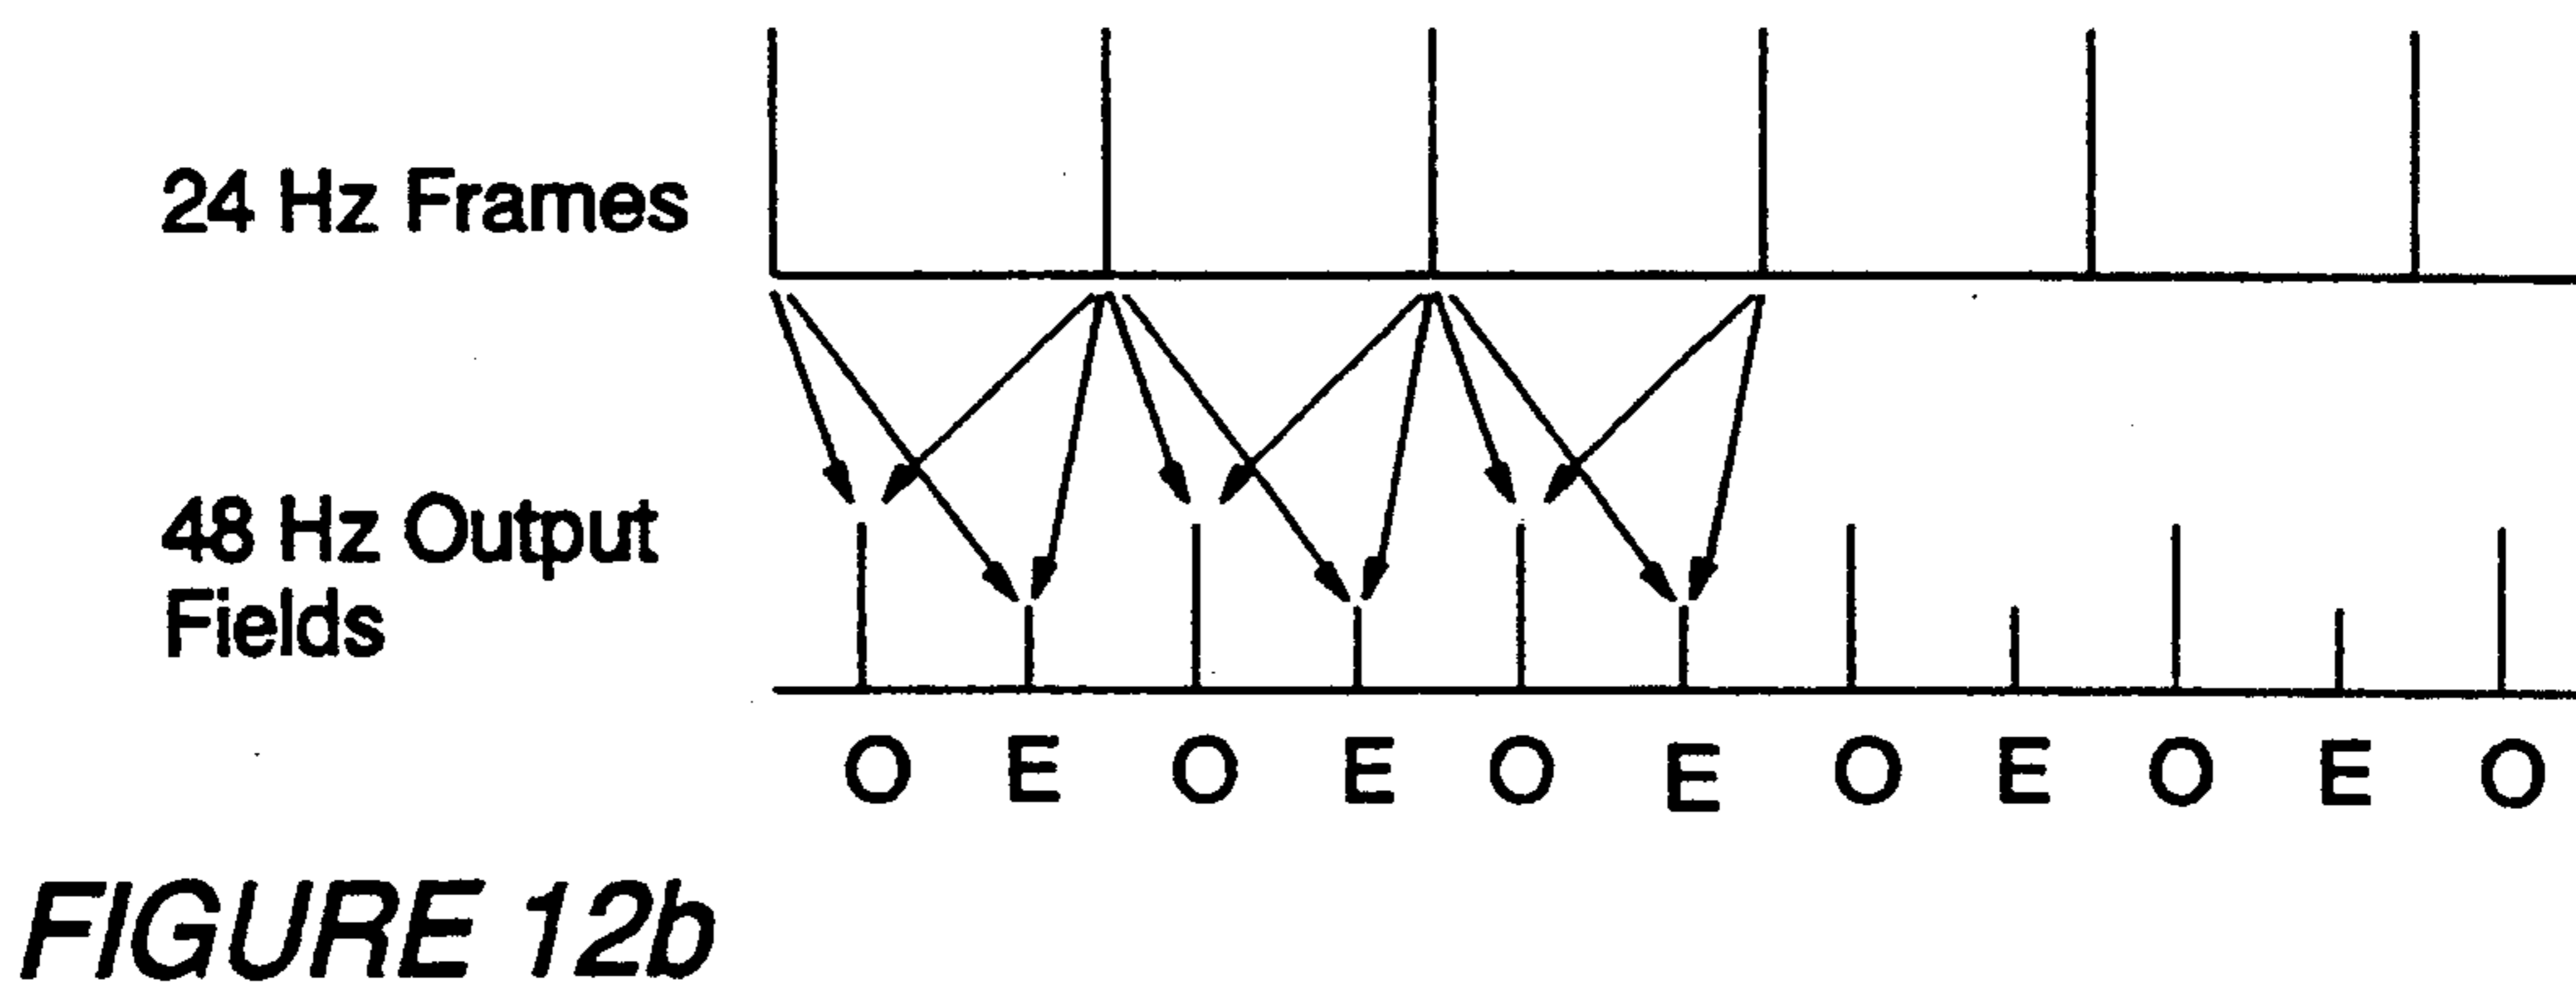 24 Hz Frames
48 Hz Output
Fields
O E O E O E O E O E O
FIGURE 12b